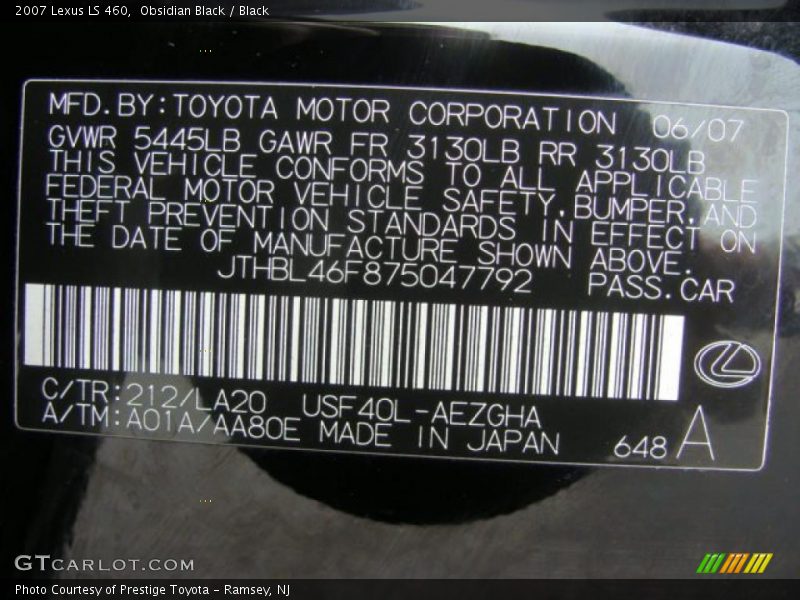 2007 Lexus LS 460,  Obsidian Black / Black
MFD.BY:TOYOTA MOTOR CORPORATION 06/07
GVWR 5445LB GAWR FR 3130LB RR 3130LB
THIS VEHICLE CONFORMS TO ALL APPLICABLE
FEDERAL MOTOR VEHICLE SAFETY,BUMPER,AND
THEFT PREVENTION STANDARDS IN EFFECT ON
THE DATE OF MANUFACTURE SHOWN ABOVE.
JTHBL46F875047792 PASS.CAR
C/TR:212/LA20 USF40L-AEZGHA
A/TM:A01A/AA80E MADE IN JAPAN 648 A
GTCARLOT.COM
Photo Courtesy of Prestige Toyota - Ramsey, NJ